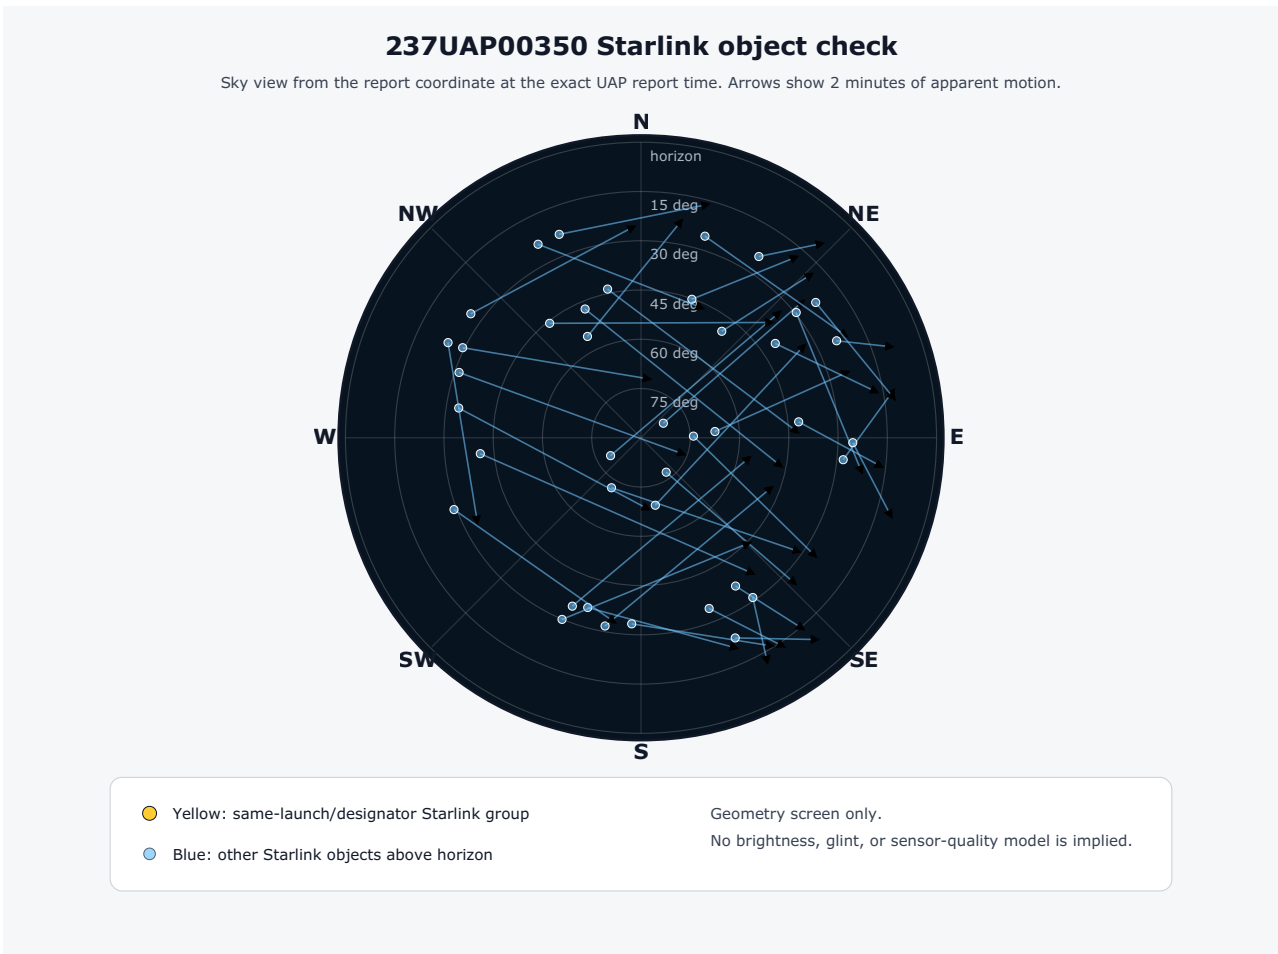 237UAP00350 Starlink object check
Sky view from the report coordinate at the exact UAP report time. Arrows show 2 minutes of apparent motion.
N
horizon
15 deg
NW
NE
30 deg
45 deg
60 deg
75 deg
W
E
SW
SE
S
Yellow: same-launch/designator Starlink group
Geometry screen only.
No brightness, glint, or sensor-quality model is implied.
Blue: other Starlink objects above horizon